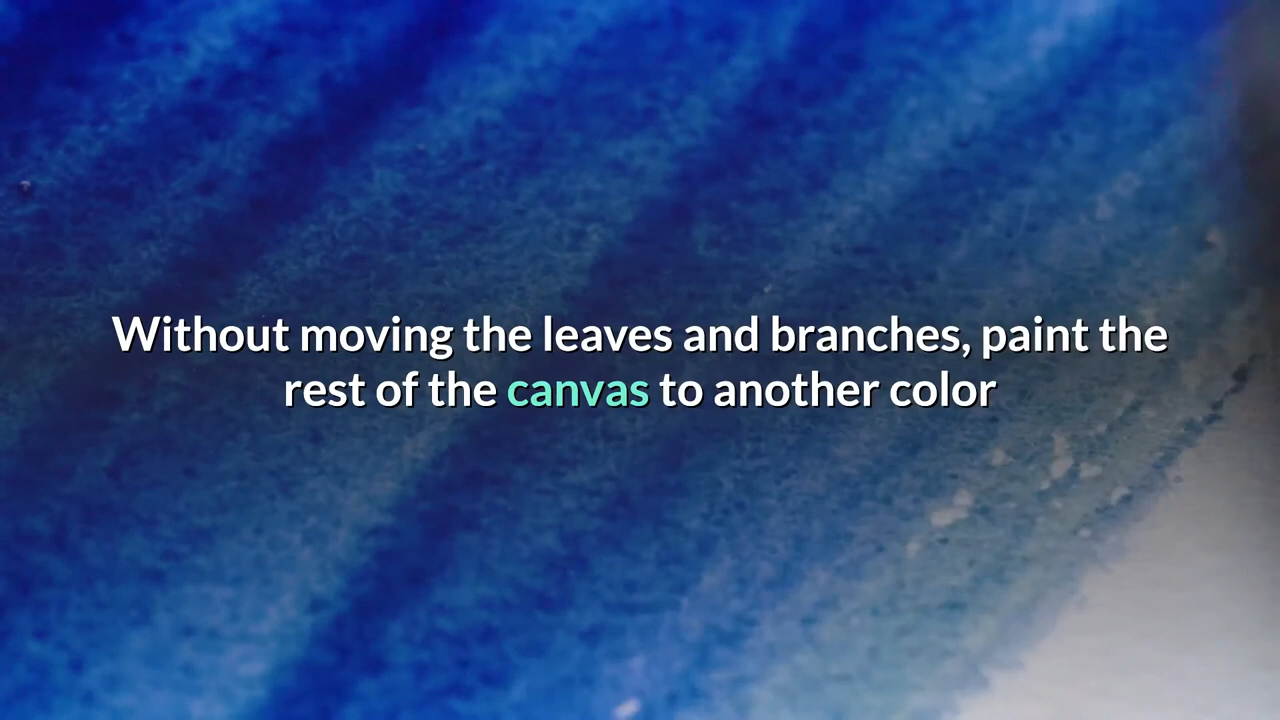 Without moving the leaves and branches, paint the
rest of the canvas to another color